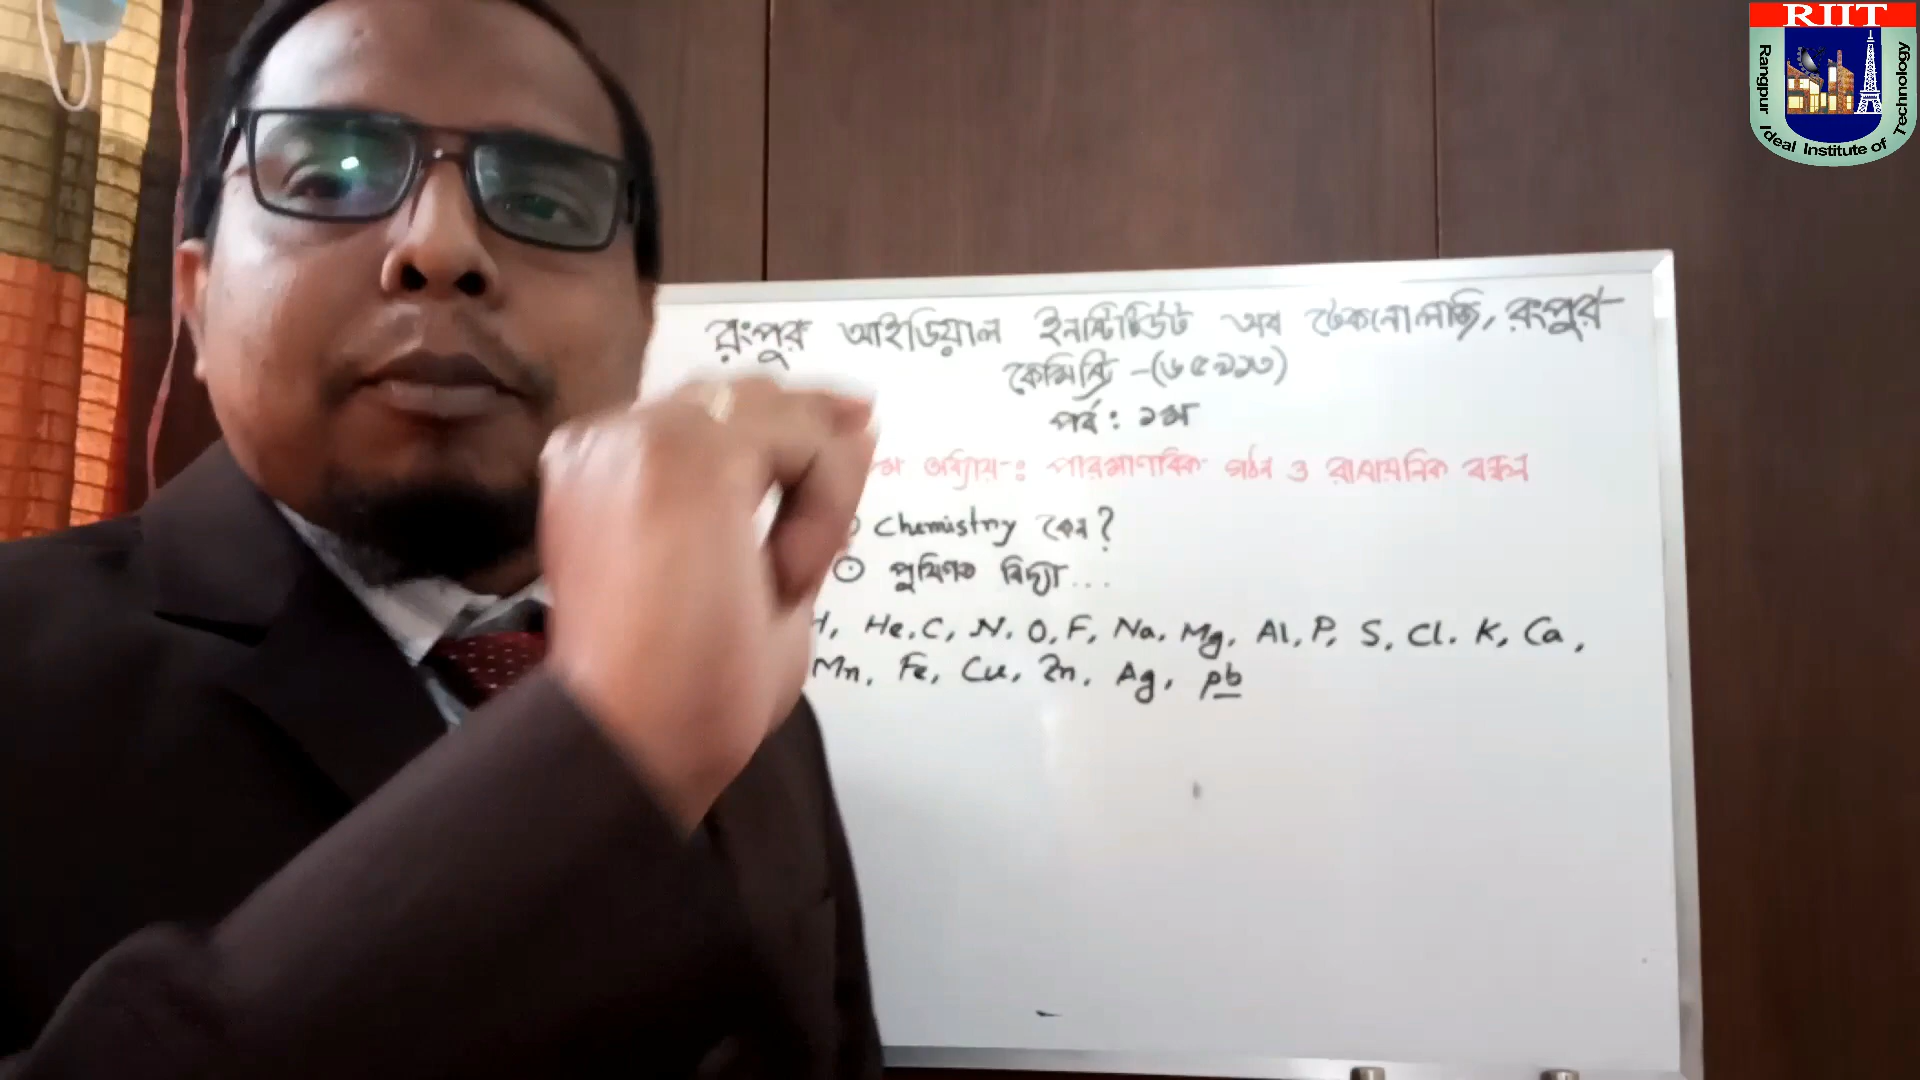 RIIT
Rangpur Ideal Institute of Technology
রংপুর আইডিয়াল ইনস্টিটিউট অব টেকনোলজি, রংপুর
কেমিস্ট্রি -(৬৫৯১৩)
পর্ব : ১ম
ম অধ্যায় : পারমাণবিক গঠন ও রাসায়নিক বন্ধন
Chemistry কেন?
পুথিগত বিদ্যা...
H, He, C, N, O, F, Na, Mg, Al, P, S, Cl, K, Ca,
Mn, Fe, Cu, Zn, Ag, Pb